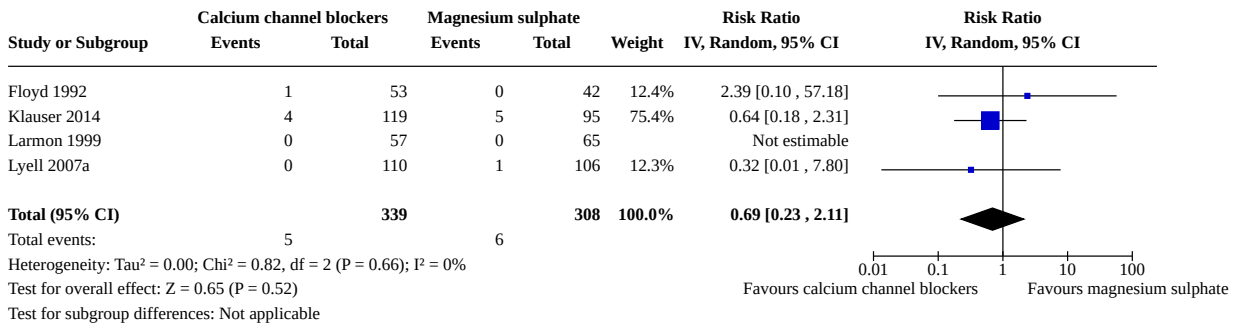 Calcium channel blockers Magnesium sulphate Risk Ratio Risk Ratio
Study or Subgroup Events Total Events Total Weight IV, Random, 95% CI IV, Random, 95% CI
Floyd 1992 1 53 0 42 12.4% 2.39 [0.10 , 57.18]
Klauser 2014 4 119 5 95 75.4% 0.64 [0.18 , 2.31]
Larmon 1999 0 57 0 65 Not estimable
Lyell 2007a 0 110 1 106 12.3% 0.32 [0.01 , 7.80]
Total (95% CI) 339 308 100.0% 0.69 [0.23 , 2.11]
Total events: 5 6
Heterogeneity: Tau² = 0.00; Chi² = 0.82, df = 2 (P = 0.66); I² = 0%
0.01 0.1 1 10 100
Test for overall effect: Z = 0.65 (P = 0.52) Favours calcium channel blockers Favours magnesium sulphate
Test for subgroup differences: Not applicable